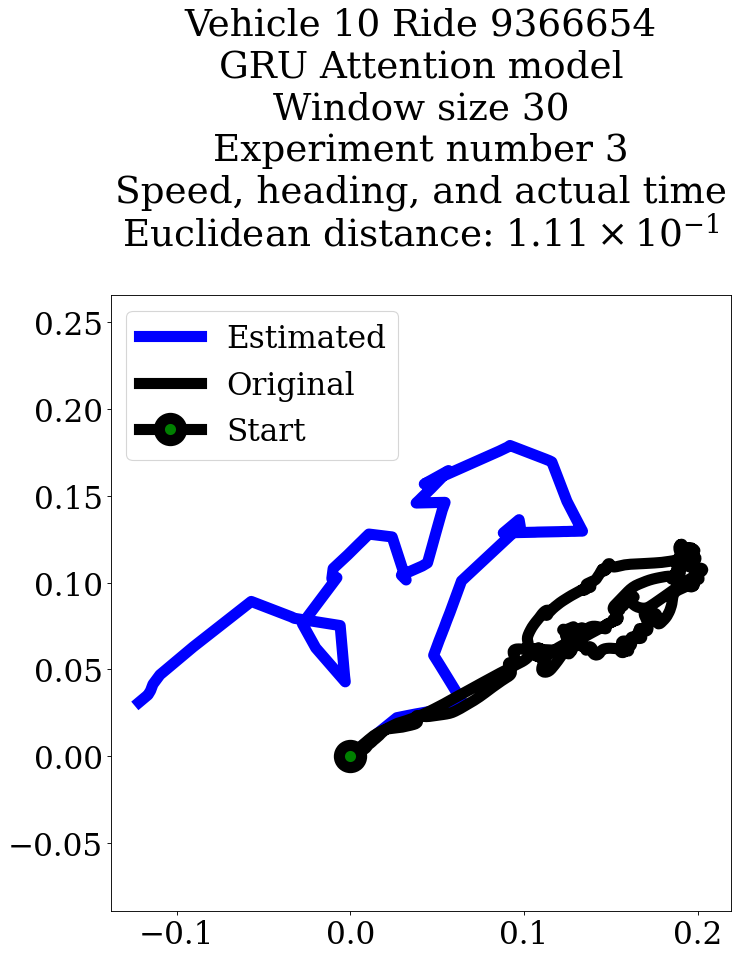 Vehicle 10 Ride 9366654
GRU Attention model
Window size 30
Experiment number 3
Speed, heading, and actual time
Euclidean distance: 1.11 × 10⁻¹
Estimated
Original
Start
0.25
0.20
0.15
0.10
0.05
0.00
−0.05
−0.1 0.0 0.1 0.2